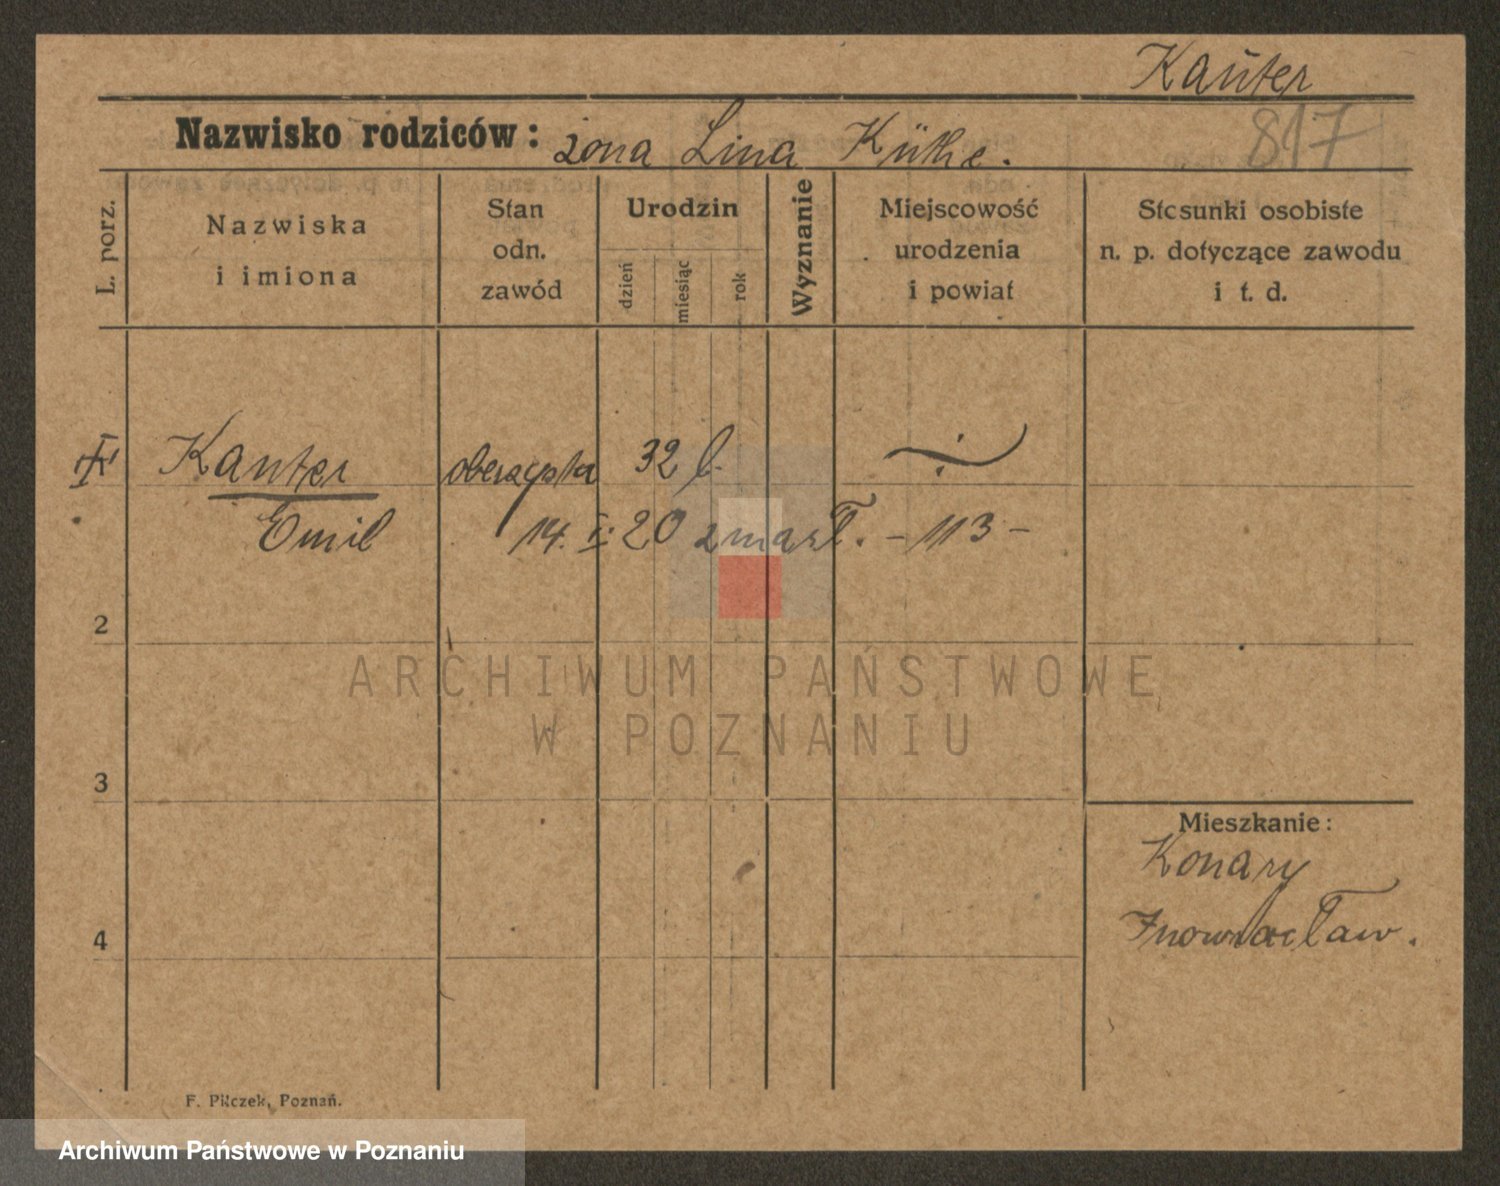 Kanter
817
Nazwisko rodziców: żona Lina Kühe.
L. porz.
Nazwiska i imiona
Stan odn. zawód
Urodzin
dzień
miesiąc
rok
Wyznanie
Miejscowość urodzenia i powiat
Stosunki osobiste n. p. dotyczące zawodu i t. d.
Kanter 32 l.
Emil 14. I. 20 zmarł. – 113 –
2
ARCHIWUM PAŃSTWOWE
W POZNANIU
3
Mieszkanie:
Konary
Inowrocław.
4
F. Pilczek, Poznań.
Archiwum Państwowe w Poznaniu